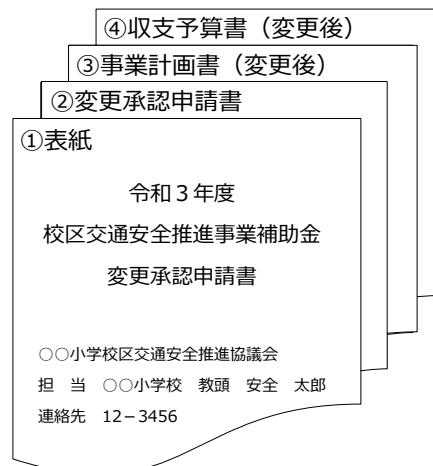 ④収支予算書（変更後）
③事業計画書（変更後）
②変更承認申請書
①表紙
令和３年度
校区交通安全推進事業補助金
変更承認申請書
○○小学校区交通安全推進協議会
担　当　○○小学校　教頭　安全　太郎
連絡先　12－3456